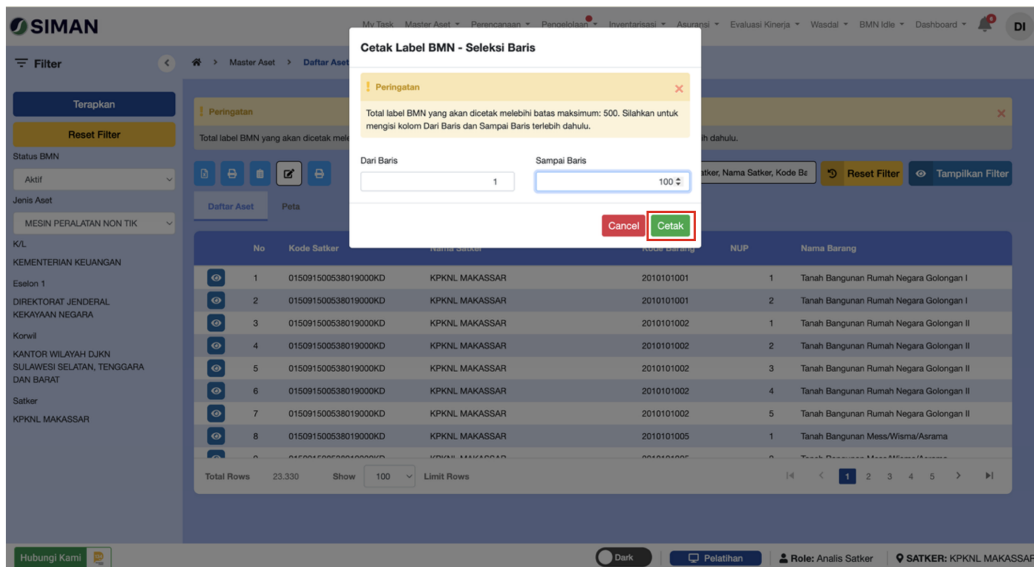 SIMAN
My Task Master Aset Perencanaan Pengelolaan Inventarisasi Asuransi Evaluasi Kinerja Wasdal BMN Idle Dashboard
DI
Filter
Master Aset > Daftar Aset
Terapkan
Reset Filter
Status BMN
Aktif
Jenis Aset
MESIN PERALATAN NON TIK
K/L
KEMENTERIAN KEUANGAN
Eselon 1
DIREKTORAT JENDERAL
KEKAYAAN NEGARA
Korwil
KANTOR WILAYAH DJKN
SULAWESI SELATAN, TENGGARA
DAN BARAT
Satker
KPKNL MAKASSAR
Cetak Label BMN - Seleksi Baris
Peringatan
Total label BMN yang akan dicetak melebihi batas maksimum: 500. Silahkan untuk
mengisi kolom Dari Baris dan Sampai Baris terlebih dahulu.
Dari Baris Sampai Baris
1 100
Cancel Cetak
Peringatan
Total label BMN yang akan dicetak
dahulu.
Satker, Nama Satker, Kode Ba Reset Filter Tampilkan Filter
Daftar Aset Peta
No Kode Satker Nama Satker Kode Barang NUP Nama Barang
1 015091500538019000KD KPKNL MAKASSAR 2010101001 1 Tanah Bangunan Rumah Negara Golongan I
2 015091500538019000KD KPKNL MAKASSAR 2010101001 2 Tanah Bangunan Rumah Negara Golongan I
3 015091500538019000KD KPKNL MAKASSAR 2010101002 1 Tanah Bangunan Rumah Negara Golongan II
4 015091500538019000KD KPKNL MAKASSAR 2010101002 2 Tanah Bangunan Rumah Negara Golongan II
5 015091500538019000KD KPKNL MAKASSAR 2010101002 3 Tanah Bangunan Rumah Negara Golongan II
6 015091500538019000KD KPKNL MAKASSAR 2010101002 4 Tanah Bangunan Rumah Negara Golongan II
7 015091500538019000KD KPKNL MAKASSAR 2010101002 5 Tanah Bangunan Rumah Negara Golongan II
8 015091500538019000KD KPKNL MAKASSAR 2010101005 1 Tanah Bangunan Mess/Wisma/Asrama
Total Rows 23.330 Show 100 Limit Rows 1 2 3 4 5
Hubungi Kami Dark Pelatihan Role: Analis Satker SATKER: KPKNL MAKASSAR